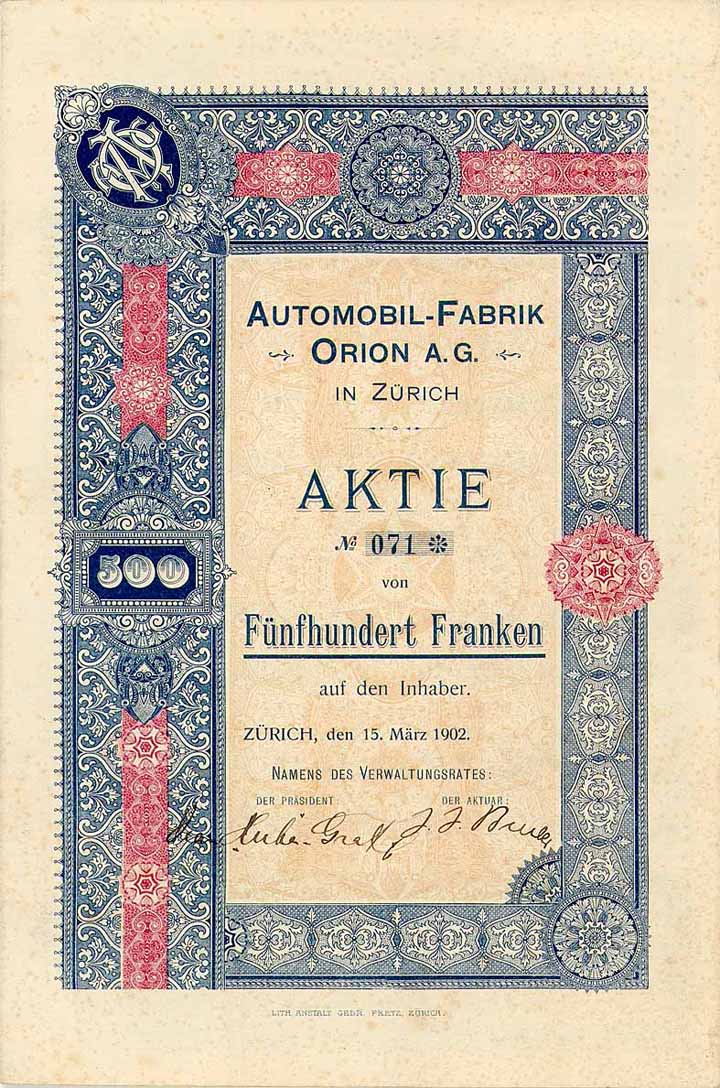 AUTOMOBIL-FABRIK
ORION A.G.
IN ZÜRICH
AKTIE
№ 071
von
500
Fünfhundert Franken
auf den Inhaber.
ZÜRICH, den 15. März 1902.
NAMENS DES VERWALTUNGSRATES:
DER PRÄSIDENT DER AKTUAR:
LITH. ANSTALT GEBR. FRETZ, ZÜRICH.